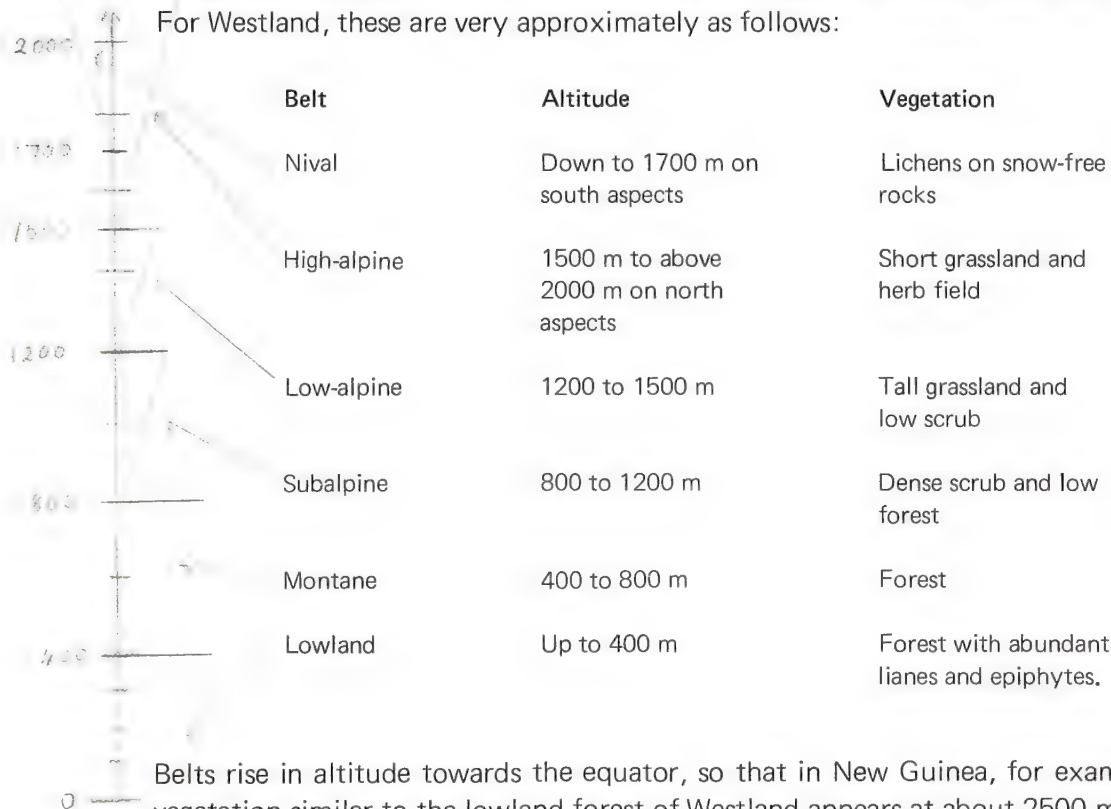 For Westland, these are very approximately as follows:
2000
Belt Altitude Vegetation
1700
Nival Down to 1700 m on Lichens on snow-free
south aspects rocks
1500
High-alpine 1500 m to above Short grassland and
2000 m on north herb field
aspects
1200
Low-alpine 1200 to 1500 m Tall grassland and
low scrub
Subalpine 800 to 1200 m Dense scrub and low
800
forest
Montane 400 to 800 m Forest
Lowland Up to 400 m Forest with abundant
400
lianes and epiphytes.
Belts rise in altitude towards the equator, so that in New Guinea, for exam
0
vegetation similar to the lowland forest of Westland appears at about 2500